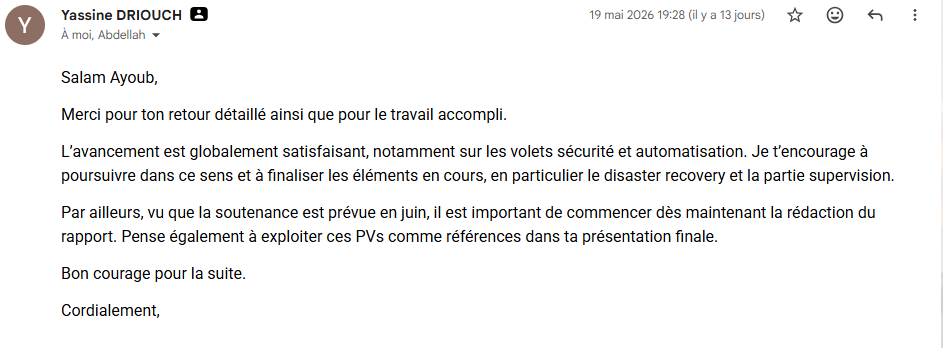 Y
Yassine DRIOUCH
19 mai 2026 19:28 (il y a 13 jours)
À moi, Abdellah
Salam Ayoub,
Merci pour ton retour détaillé ainsi que pour le travail accompli.
L’avancement est globalement satisfaisant, notamment sur les volets sécurité et automatisation. Je t’encourage à
poursuivre dans ce sens et à finaliser les éléments en cours, en particulier le disaster recovery et la partie supervision.
Par ailleurs, vu que la soutenance est prévue en juin, il est important de commencer dès maintenant la rédaction du
rapport. Pense également à exploiter ces PVs comme références dans ta présentation finale.
Bon courage pour la suite.
Cordialement,